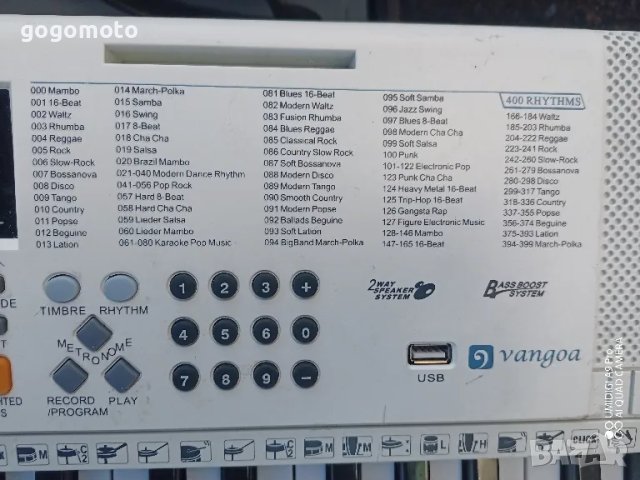 gogomoto
000 Mambo
001 16-Beat
002 Waltz
003 Rhumba
004 Reggae
005 Rock
006 Slow-Rock
007 Bossanova
008 Disco
009 Tango
010 Country
011 Popse
012 Beguine
013 Lation
014 March-Polka
015 Samba
016 Swing
017 8-Beat
018 Cha Cha
019 Salsa
020 Brazil Mambo
021-040 Modern Dance Rhythm
041-056 Pop Rock
057 Hard 8-Beat
058 Hard Cha Cha
059 Lieder Salsa
060 Lieder Mambo
061-080 Karaoke Pop Music
081 Blues 16-Beat
082 Modern Waltz
083 Fusion Rhumba
084 Blues Reggae
085 Classical Rock
086 Country Slow Rock
087 Soft Bossanova
088 Modern Disco
089 Modern Tango
090 Smooth Country
091 Modern Popse
092 Ballads Beguine
093 Soft Lation
094 BigBand March-Polka
095 Soft Samba
096 Jazz Swing
097 Blues 8-Beat
098 Modern Cha Cha
099 Soft Salsa
100 Punk
101-122 Electronic Pop
123 Punk Cha Cha
124 Heavy Metal 16-Beat
125 Trip-Hop 16-Beat
126 Gangsta Rap
127 Figure Electronic Music
128-146 Mambo
147-165 16-Beat
400 RHYTHMS
166-184 Waltz
185-203 Rhumba
204-222 Reggae
223-241 Rock
242-260 Slow-Rock
261-279 Bossanova
280-298 Disco
299-317 Tango
318-336 Country
337-355 Popse
356-374 Beguine
375-393 Lation
394-399 March-Polka
TIMBRE
RHYTHM
METRONOME
RECORD
/PROGRAM
PLAY
1 2 3 +
4 5 6 0
7 8 9 −
2WAY
SPEAKER
SYSTEM
BASS BOOST
SYSTEM
USB
vangoa
UMIDIGI A9 Pro
AI QUAD CAMERA
M
C
2
C
2
M
M
L
H
CLICK
BAZAR